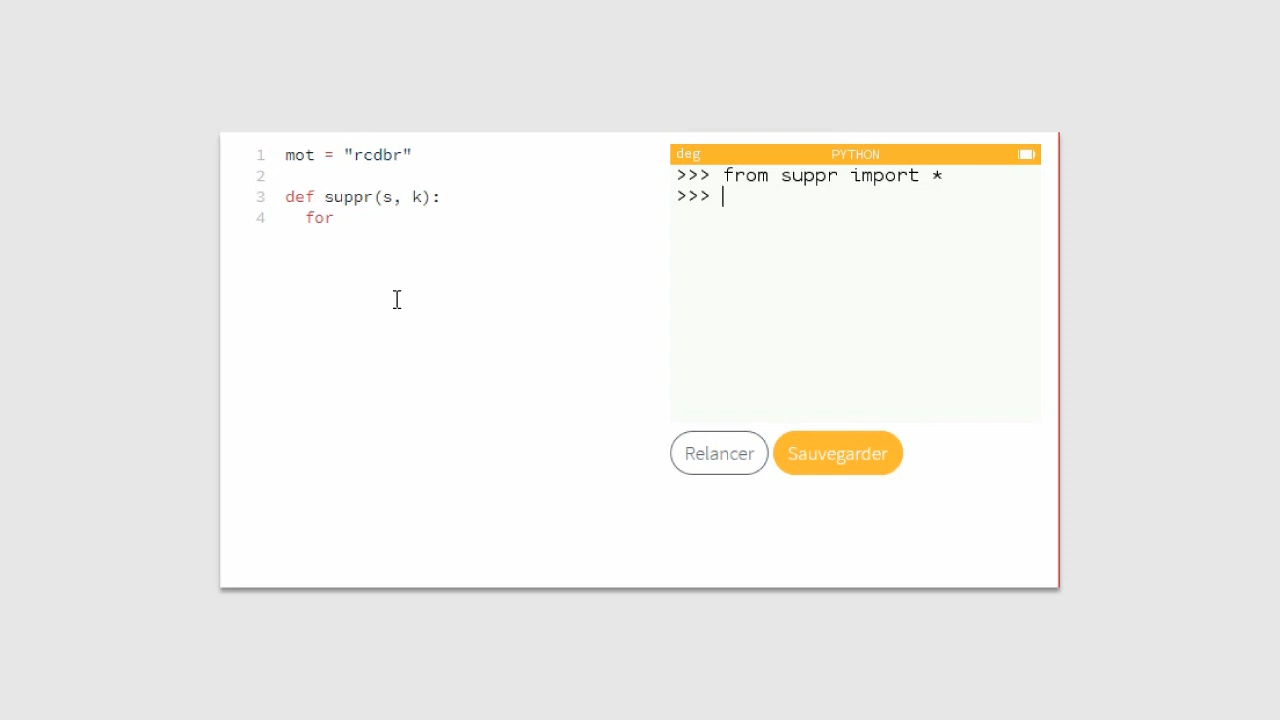 1 mot = "rcdbr"
2
3 def suppr(s, k):
4 for
deg PYTHON
>>> from suppr import *
>>>
Relancer Sauvegarder